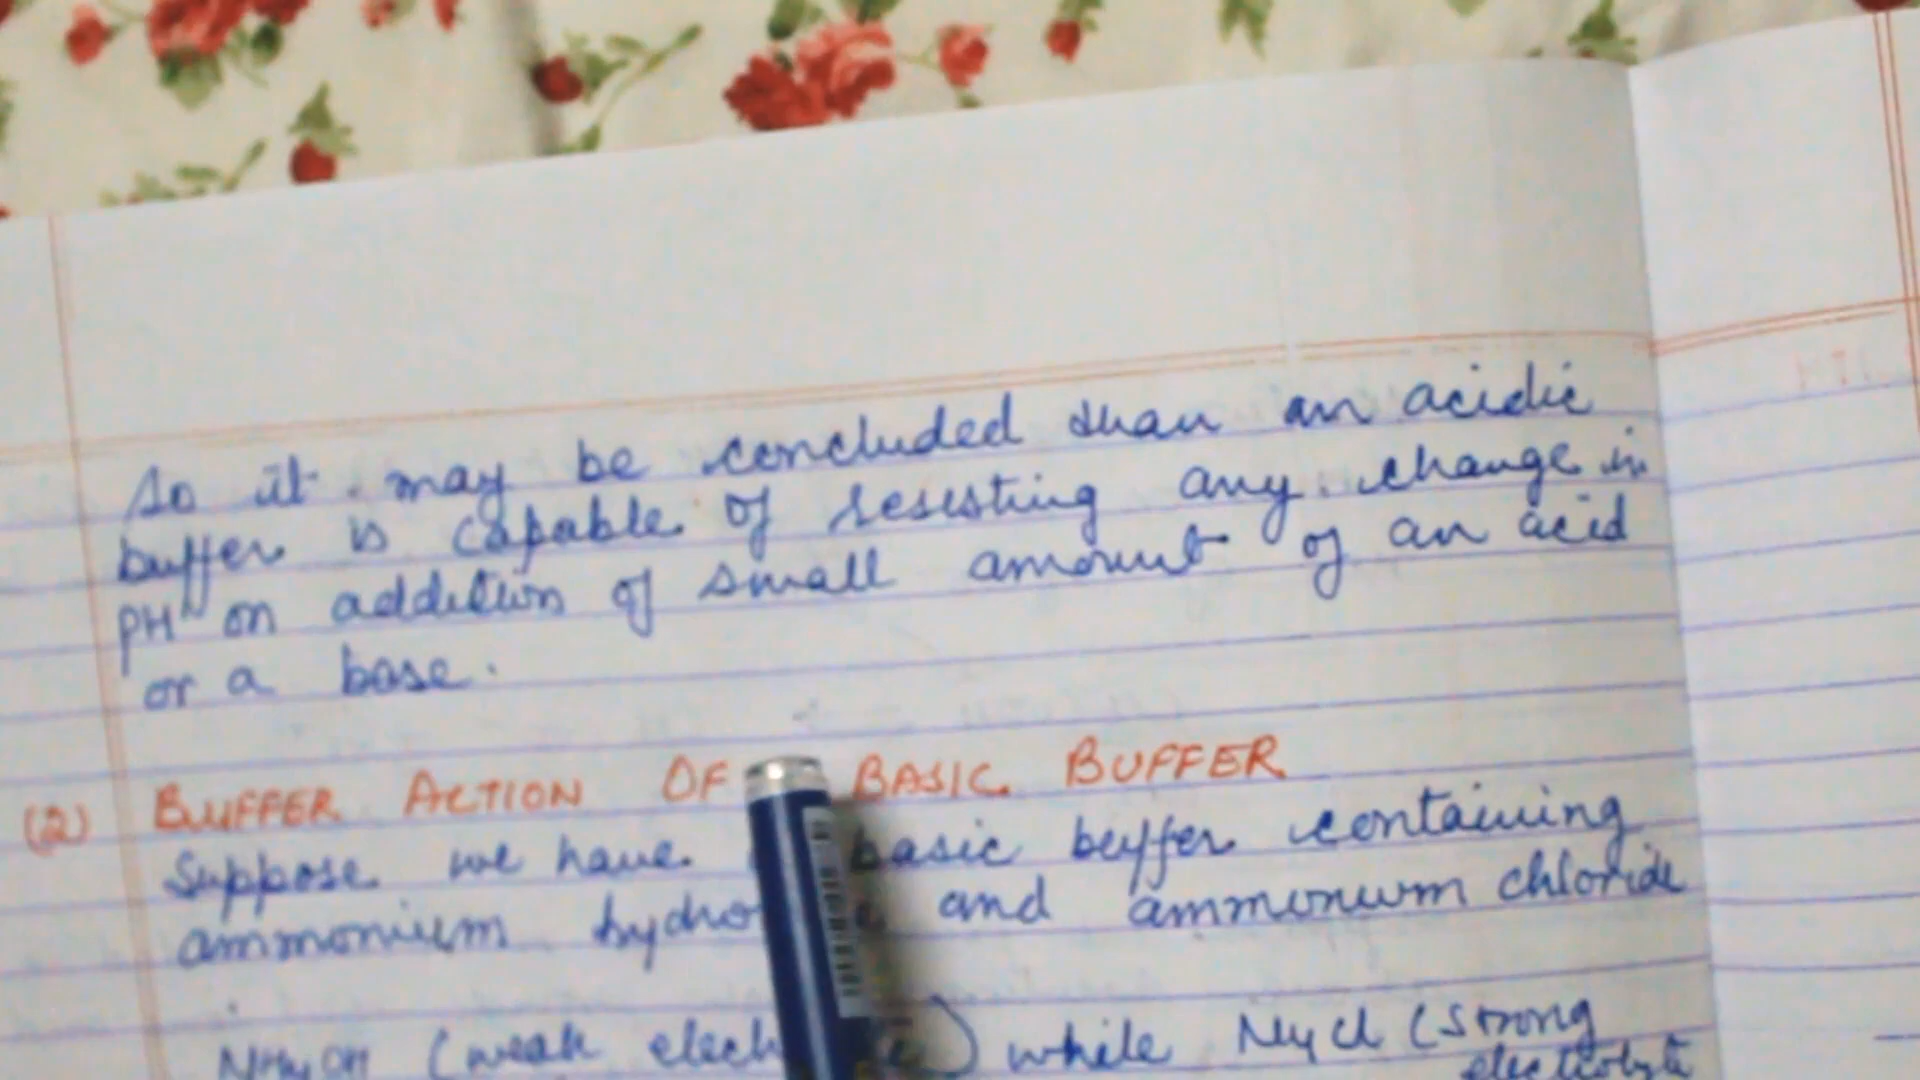 So it may be concluded than an acidic
buffer is capable of resisting any change in
PH on addition of small amount of an acid
or a base.
(2) BUFFER ACTION OF BASIC BUFFER
Suppose we have basic buffer containing
ammonium and ammonium chloride
NH4OH (weak while NH4Cl (strong
electrolyte